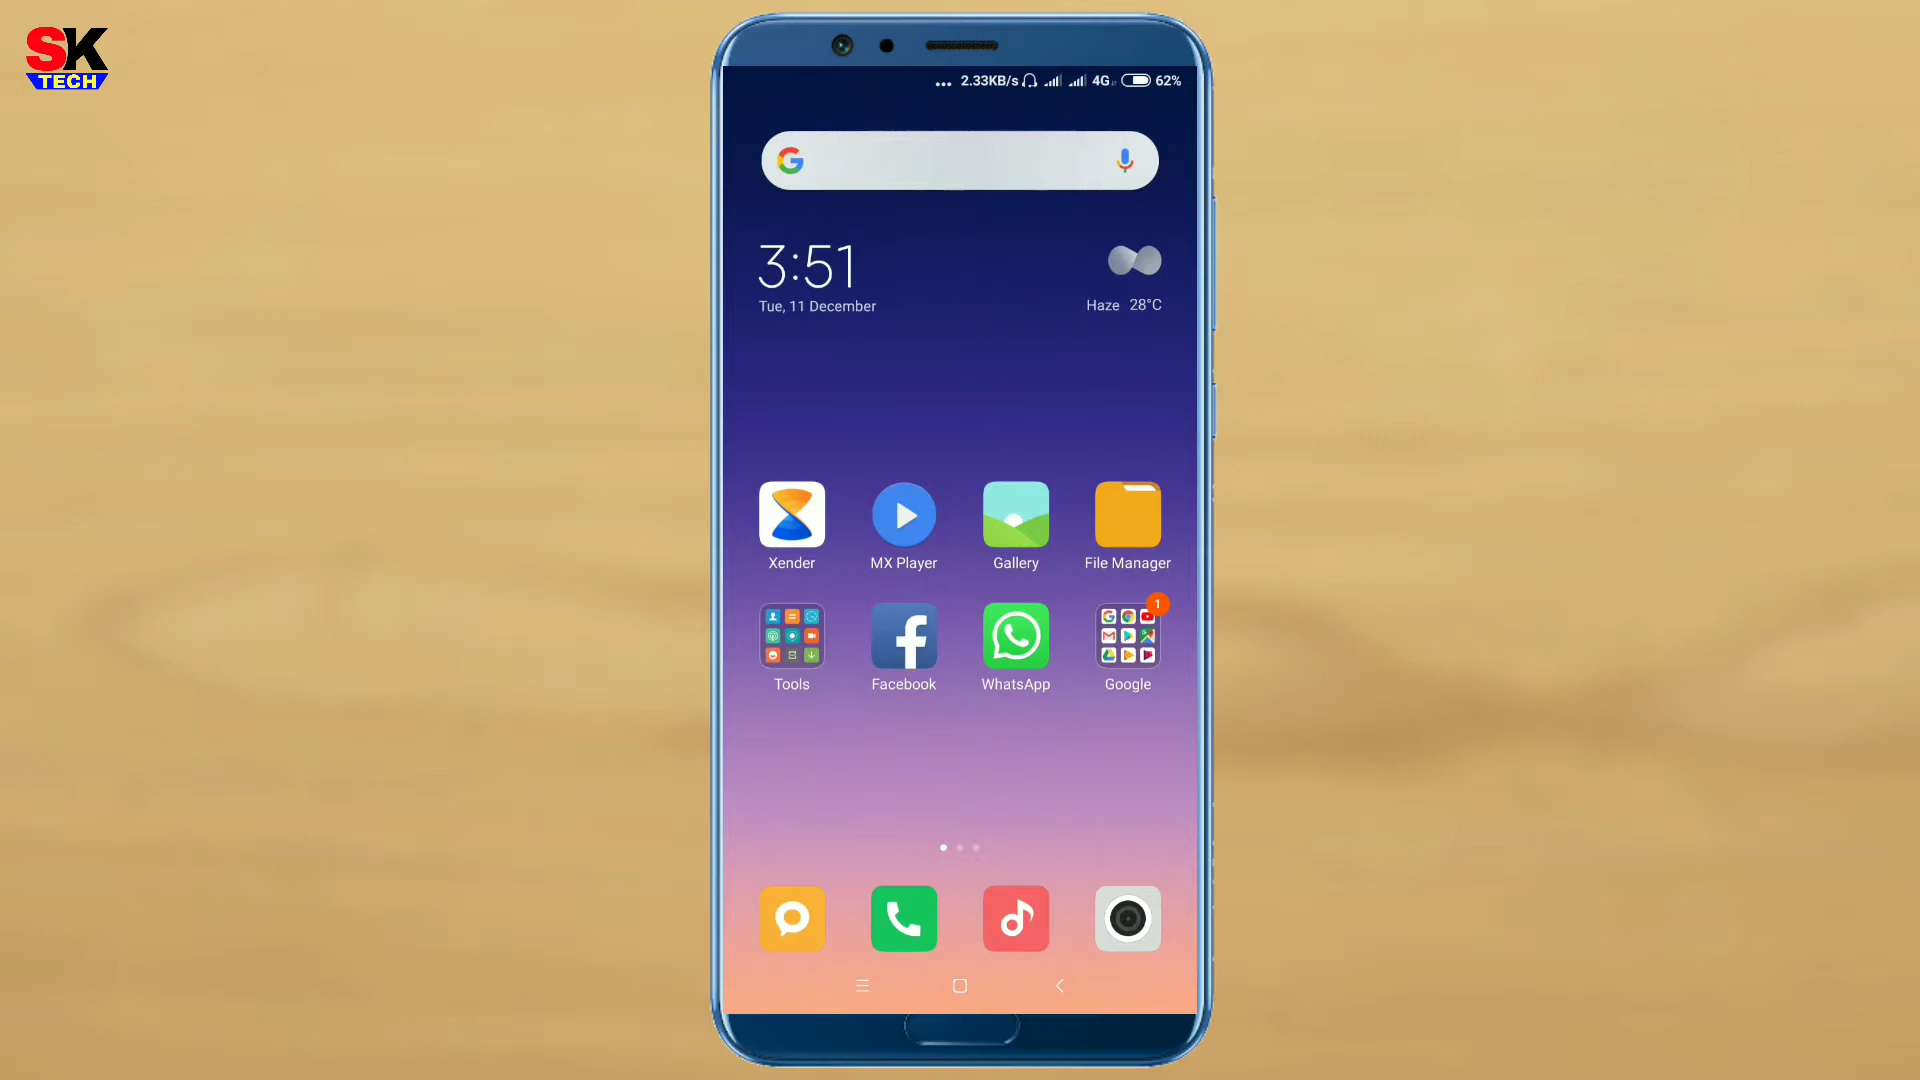 SK
TECH
... 2.33KB/s 4G 62%
3:51
Tue, 11 December
Haze 28°C
Xender MX Player Gallery File Manager
1
Tools Facebook WhatsApp Google